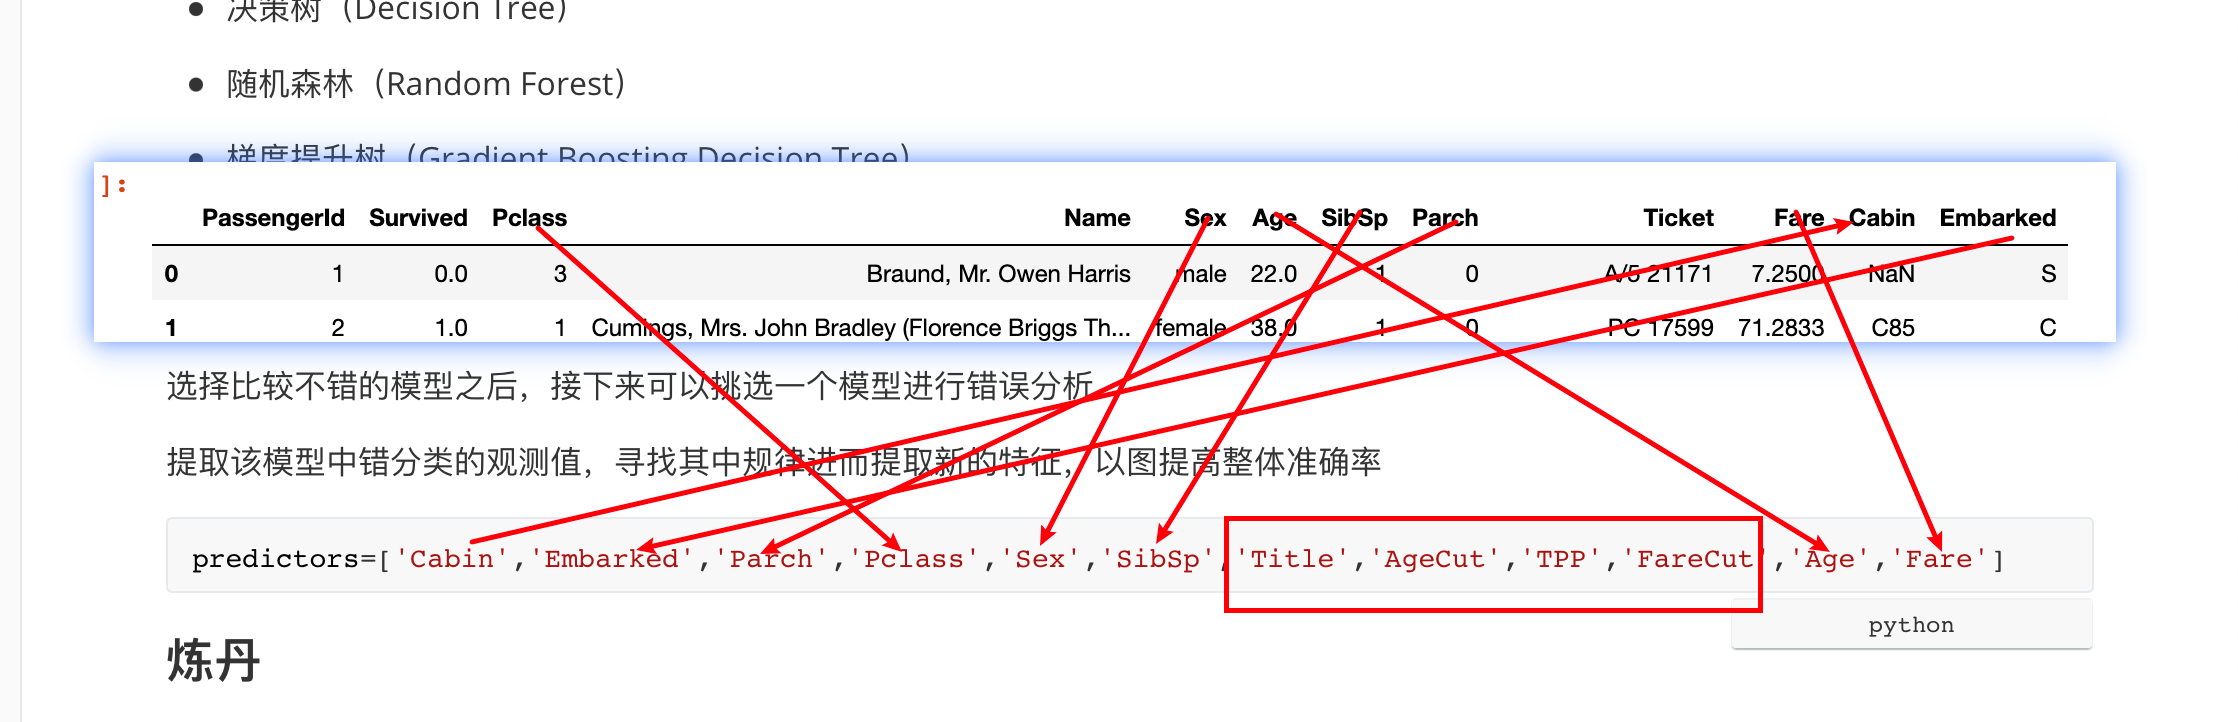 决策树（Decision Tree）
随机森林（Random Forest）
梯度提升树（Gradient Boosting Decision Tree）
]:
PassengerId Survived Pclass Name Sex Age SibSp Parch Ticket Fare Cabin Embarked
0 1 0.0 3 Braund, Mr. Owen Harris male 22.0 1 0 A/5 21171 7.2500 NaN S
1 2 1.0 1 Cumings, Mrs. John Bradley (Florence Briggs Th... female 38.0 1 0 PC 17599 71.2833 C85 C
选择比较不错的模型之后，接下来可以挑选一个模型进行错误分析
提取该模型中错分类的观测值，寻找其中规律进而提取新的特征，以图提高整体准确率
predictors=['Cabin','Embarked','Parch','Pclass','Sex','SibSp','Title','AgeCut','TPP','FareCut','Age','Fare']
python
炼丹